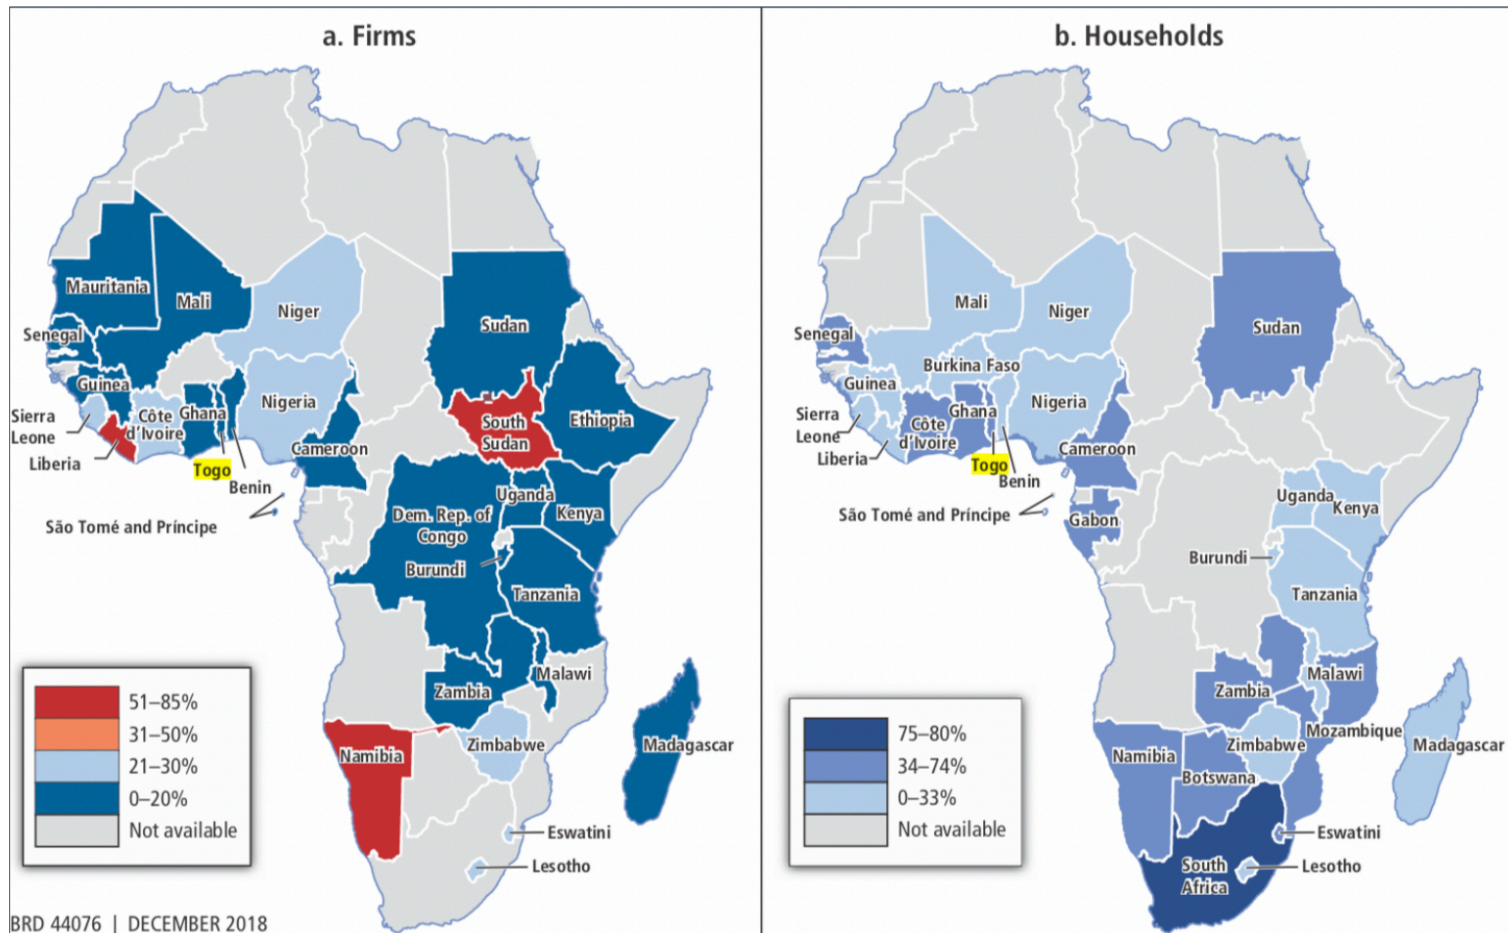 a. Firms
Mauritania
Mali
Niger
Sudan
Senegal
Guinea
Sierra
Leone
Côte
d'Ivoire
Ghana
Nigeria
South
Sudan
Ethiopia
Liberia
Togo
Benin
Cameroon
Uganda
Kenya
São Tomé and Príncipe
Dem. Rep. of
Congo
Burundi
Tanzania
Malawi
Zambia
Namibia
Zimbabwe
Madagascar
Eswatini
Lesotho
51–85%
31–50%
21–30%
0–20%
Not available
BRD 44076 | DECEMBER 2018
b. Households
Mali
Niger
Sudan
Senegal
Burkina Faso
Guinea
Sierra
Leone
Côte
d'Ivoire
Ghana
Nigeria
Liberia
Togo
Benin
Cameroon
São Tomé and Príncipe
Gabon
Uganda
Kenya
Burundi
Tanzania
Malawi
Zambia
Mozambique
Namibia
Zimbabwe
Botswana
Madagascar
Eswatini
South
Africa
Lesotho
75–80%
34–74%
0–33%
Not available